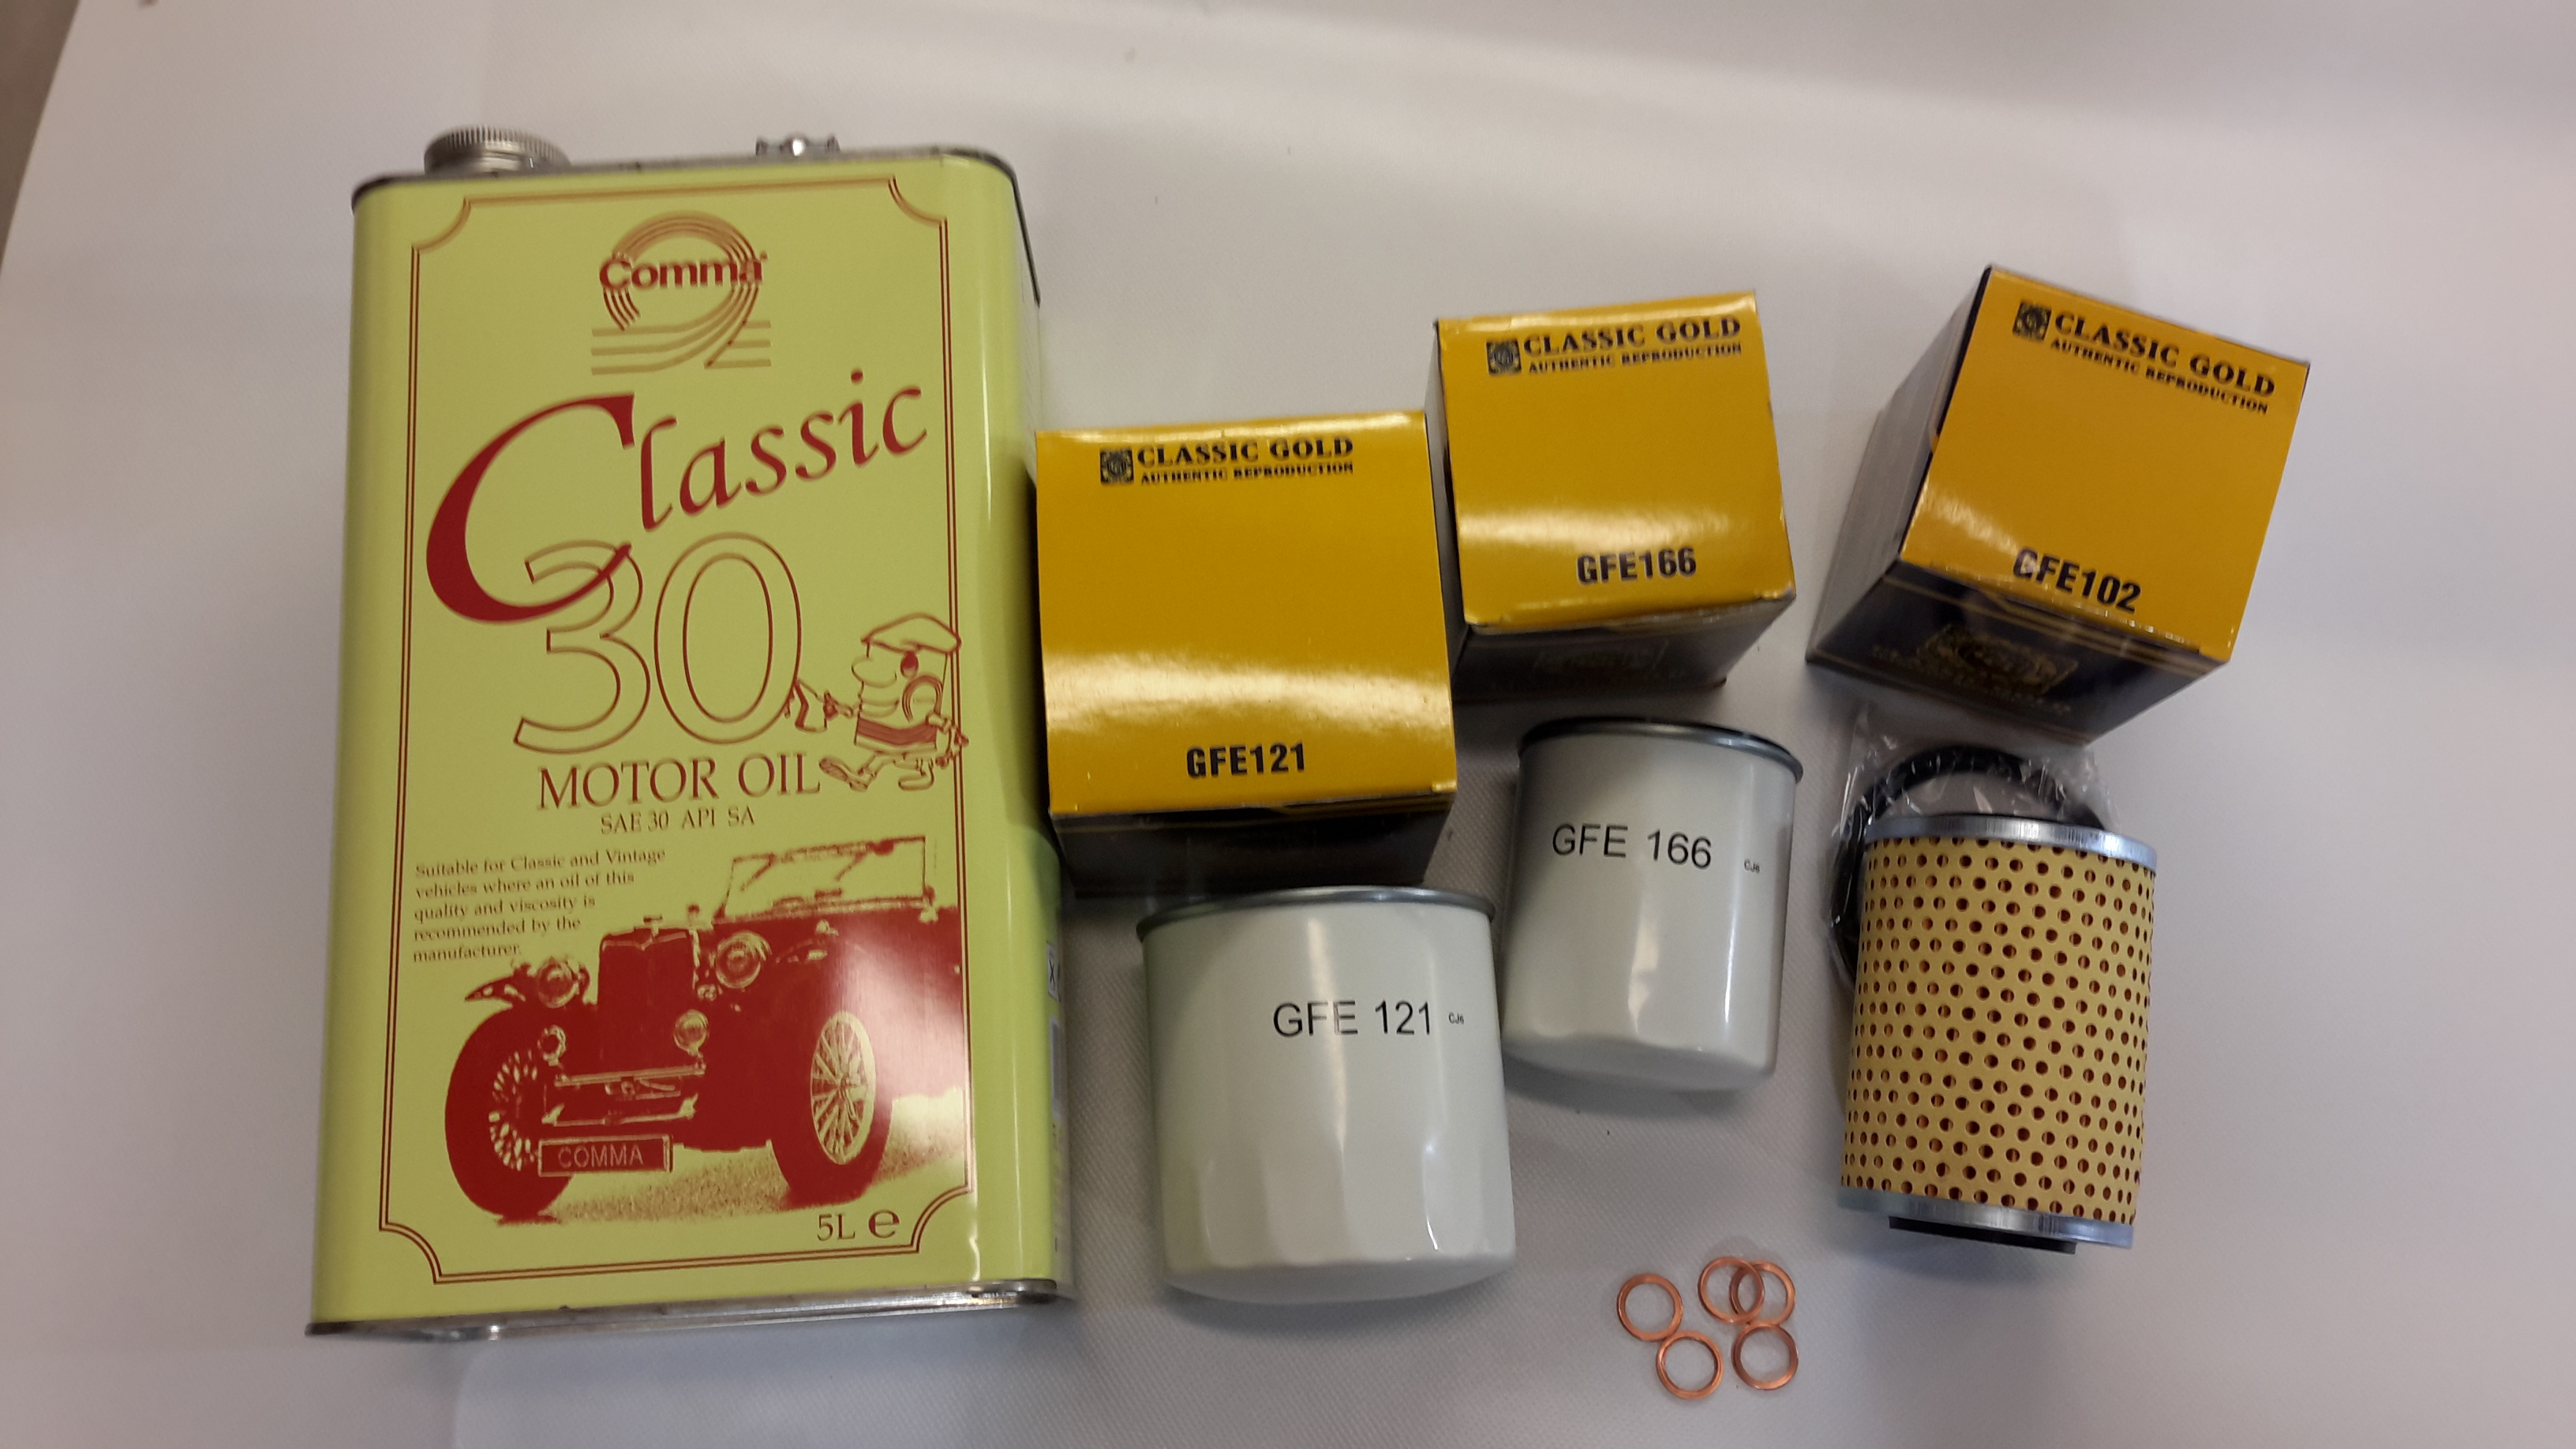 Comma
Classic
30
MOTOR OIL
SAE 30 API SA
Suitable for Classic and Vintage
vehicles where an oil of this
quality and viscosity is
recommended by the
manufacturer.
COMMA
5L e
CLASSIC GOLD
AUTHENTIC REPRODUCTION
GFE121
CLASSIC GOLD
AUTHENTIC REPRODUCTION
GFE166
CLASSIC GOLD
AUTHENTIC REPRODUCTION
GFE102
GFE 121 CJ6
GFE 166 CJ6